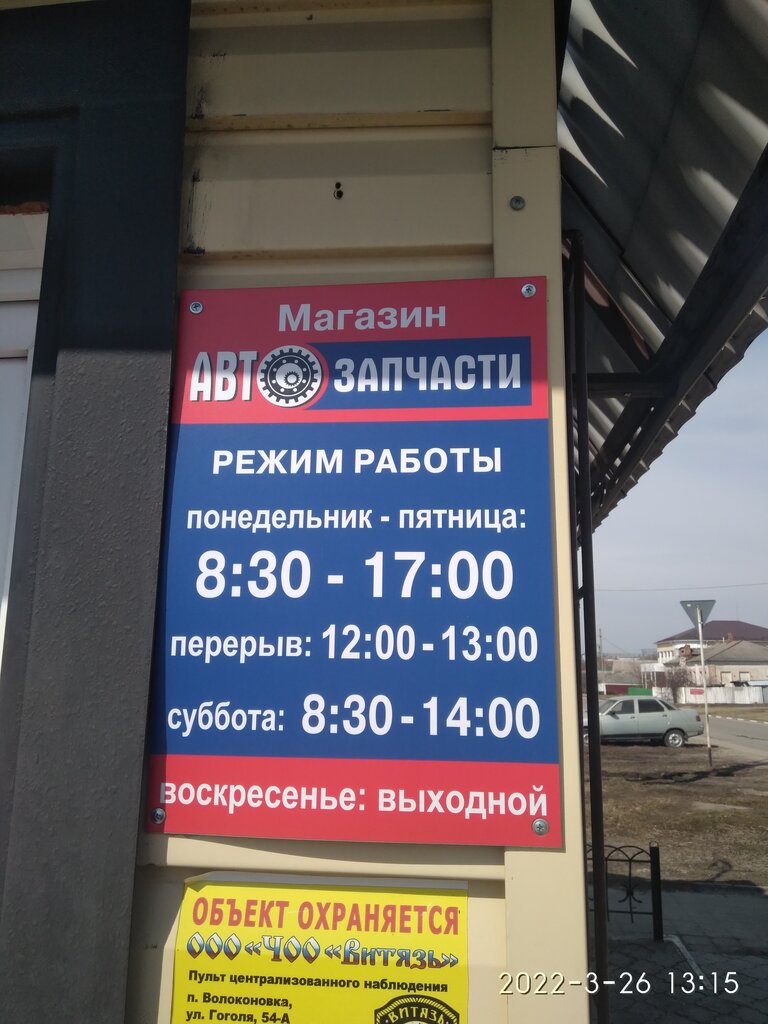 Магазин
АВТОЗАПЧАСТИ
РЕЖИМ РАБОТЫ
понедельник - пятница:
8:30 - 17:00
перерыв: 12:00 - 13:00
суббота: 8:30 - 14:00
воскресенье: выходной
ОБЪЕКТ ОХРАНЯЕТСЯ
ООО «ЧОО «Витязь»
Пульт централизованного наблюдения
п. Волоконовка,
ул. Гоголя, 54-А
ВИТЯЗЬ
2022-3-26 13:15